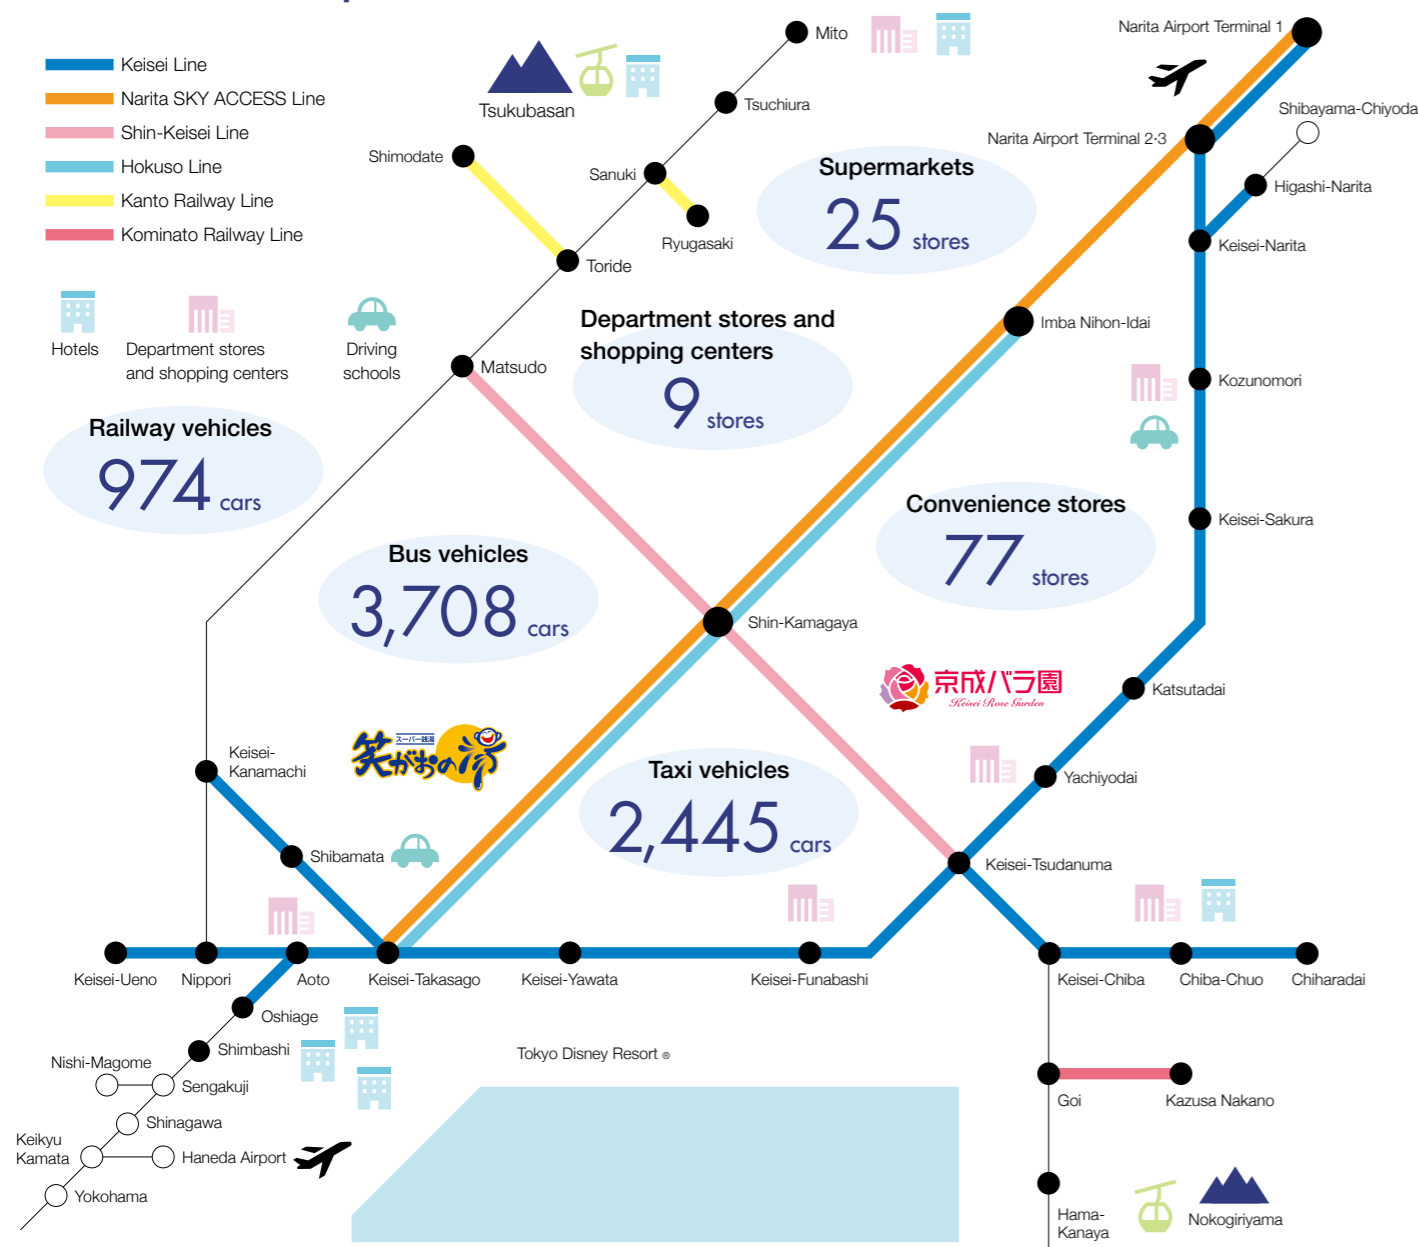 Keisei Line
Narita SKY ACCESS Line
Shin-Keisei Line
Hokuso Line
Kanto Railway Line
Kominato Railway Line
Hotels
Department stores
and shopping centers
Driving
schools
Tsukubasan
Mito
Tsuchiura
Shimodate
Sanuki
Ryugasaki
Toride
Matsudo
Narita Airport Terminal 1
Shibayama-Chiyoda
Narita Airport Terminal 2·3
Higashi-Narita
Keisei-Narita
Supermarkets
25 stores
Department stores and
shopping centers
9 stores
Imba Nihon-Idai
Kozunomori
Railway vehicles
974 cars
Convenience stores
77 stores
Keisei-Sakura
Bus vehicles
3,708 cars
Shin-Kamagaya
京成バラ園
Keisei Rose Garden
Katsutadai
スーパー銭湯
笑がおの湯
Keisei-
Kanamachi
Taxi vehicles
2,445 cars
Yachiyodai
Shibamata
Keisei-Tsudanuma
Keisei-Ueno
Nippori
Aoto
Keisei-Takasago
Keisei-Yawata
Keisei-Funabashi
Keisei-Chiba
Chiba-Chuo
Chiharadai
Oshiage
Shimbashi
Tokyo Disney Resort ®
Nishi-Magome
Sengakuji
Shinagawa
Keikyu
Kamata
Haneda Airport
Yokohama
Goi
Kazusa Nakano
Hama-
Kanaya
Nokogiriyama